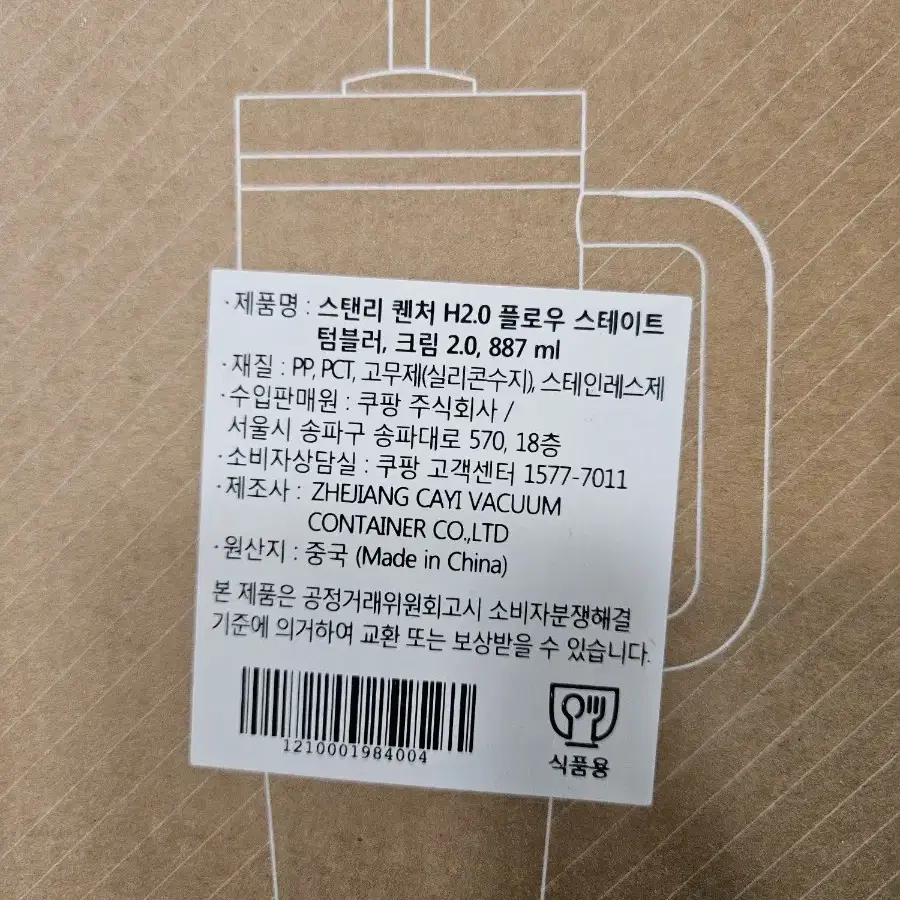 · 제품명 : 스탠리 퀜처 H2.0 플로우 스테이트
텀블러, 크림 2.0, 887 ml
· 재질 : PP, PCT, 고무제(실리콘수지), 스테인레스제
· 수입판매원 : 쿠팡 주식회사 /
서울시 송파구 송파대로 570, 18층
· 소비자상담실 : 쿠팡 고객센터 1577-7011
· 제조사 : ZHEJIANG CAYI VACUUM
CONTAINER CO.,LTD
· 원산지 : 중국 (Made in China)
본 제품은 공정거래위원회고시 소비자분쟁해결
기준에 의거하여 교환 또는 보상받을 수 있습니다.
1210001984004
식품용